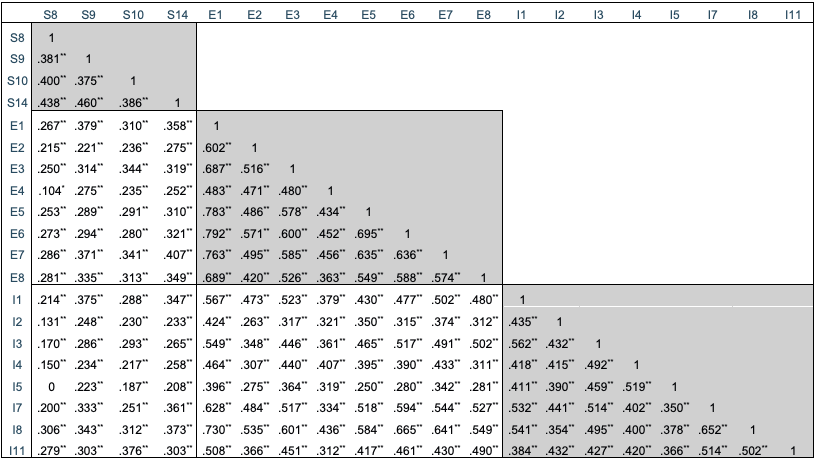 S8 S9 S10 S14 E1 E2 E3 E4 E5 E6 E7 E8 I1 I2 I3 I4 I5 I7 I8 I11
S8 1
S9 .381** 1
S10 .400** .375** 1
S14 .438** .460** .386** 1
E1 .267** .379** .310** .358** 1
E2 .215** .221** .236** .275** .602** 1
E3 .250** .314** .344** .319** .687** .516** 1
E4 .104* .275** .235** .252** .483** .471** .480** 1
E5 .253** .289** .291** .310** .783** .486** .578** .434** 1
E6 .273** .294** .280** .321** .792** .571** .600** .452** .695** 1
E7 .286** .371** .341** .407** .763** .495** .585** .456** .635** .636** 1
E8 .281** .335** .313** .349** .689** .420** .526** .363** .549** .588** .574** 1
I1 .214** .375** .288** .347** .567** .473** .523** .379** .430** .477** .502** .480** 1
I2 .131** .248** .230** .233** .424** .263** .317** .321** .350** .315** .374** .312** .435** 1
I3 .170** .286** .293** .265** .549** .348** .446** .361** .465** .517** .491** .502** .562** .432** 1
I4 .150** .234** .217** .258** .464** .307** .440** .407** .395** .390** .433** .311** .418** .415** .492** 1
I5 0 .223** .187** .208** .396** .275** .364** .319** .250** .280** .342** .281** .411** .390** .459** .519** 1
I7 .200** .333** .251** .361** .628** .484** .517** .334** .518** .594** .544** .527** .532** .441** .514** .402** .350** 1
I8 .306** .343** .312** .373** .730** .535** .601** .436** .584** .665** .641** .549** .541** .354** .495** .400** .378** .652** 1
I11 .279** .303** .376** .303** .508** .366** .451** .312** .417** .461** .430** .490** .384** .432** .427** .420** .366** .514** .502** 1